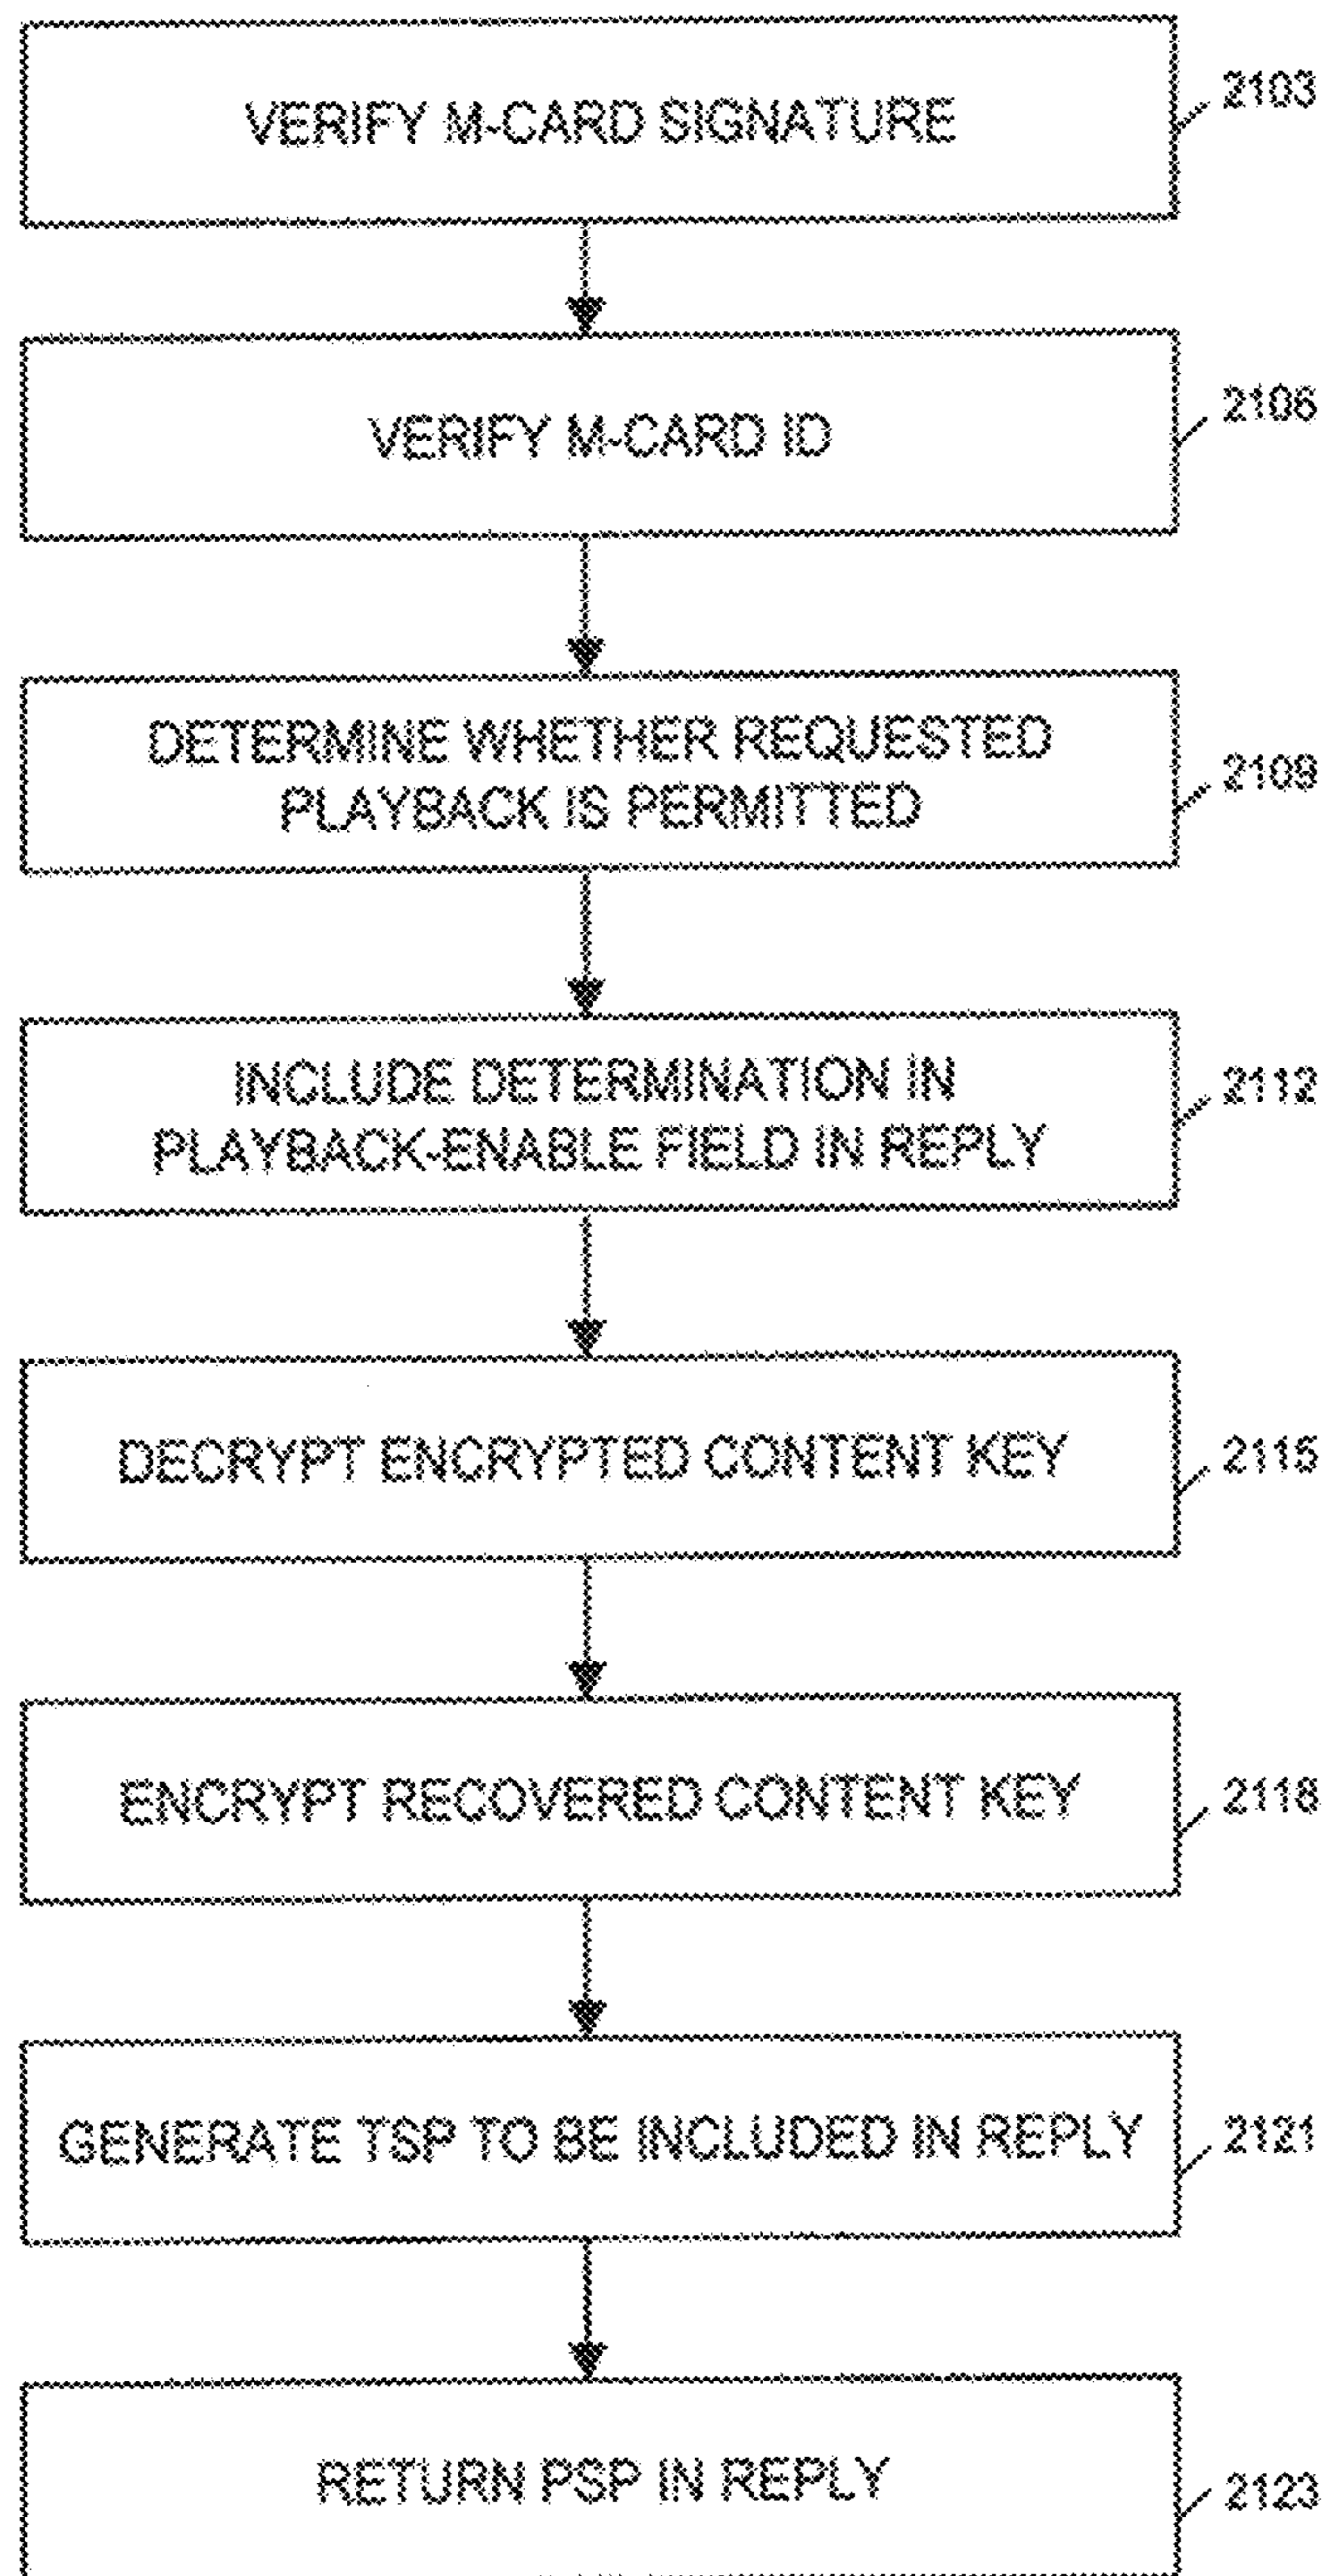 VERIFY M-CARD SIGNATURE
2103
VERIFY M-CARD ID
2106
DETERMINE WHETHER REQUESTED
PLAYBACK IS PERMITTED
2109
INCLUDE DETERMINATION IN
PLAYBACK-ENABLE FIELD IN REPLY
2112
DECRYPT ENCRYPTED CONTENT KEY
2115
ENCRYPT RECOVERED CONTENT KEY
2118
GENERATE TSP TO BE INCLUDED IN REPLY
2121
RETURN PSP IN REPLY
2123